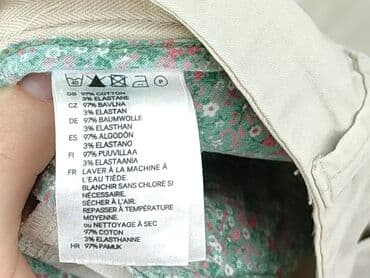 GB 97% COTTON
3% ELASTANE
CZ 97% BAVLNA
3% ELASTAN
DE 97% BAUMWOLLE
3% ELASTHAN
ES 97% ALGODÓN
3% ELASTANO
FI 97% PUUVILLAA
3% ELASTAANIA
FR LAVER À LA MACHINE À
L'EAU TIÈDE.
BLANCHIR SANS CHLORE SI
NÉCESSAIRE.
SÉCHER À L'AIR.
REPASSER À TEMPÉRATURE
MOYENNE.
OU NETTOYAGE À SEC
97% COTON
3% ELASTHANNE
HR 97% PAMUK